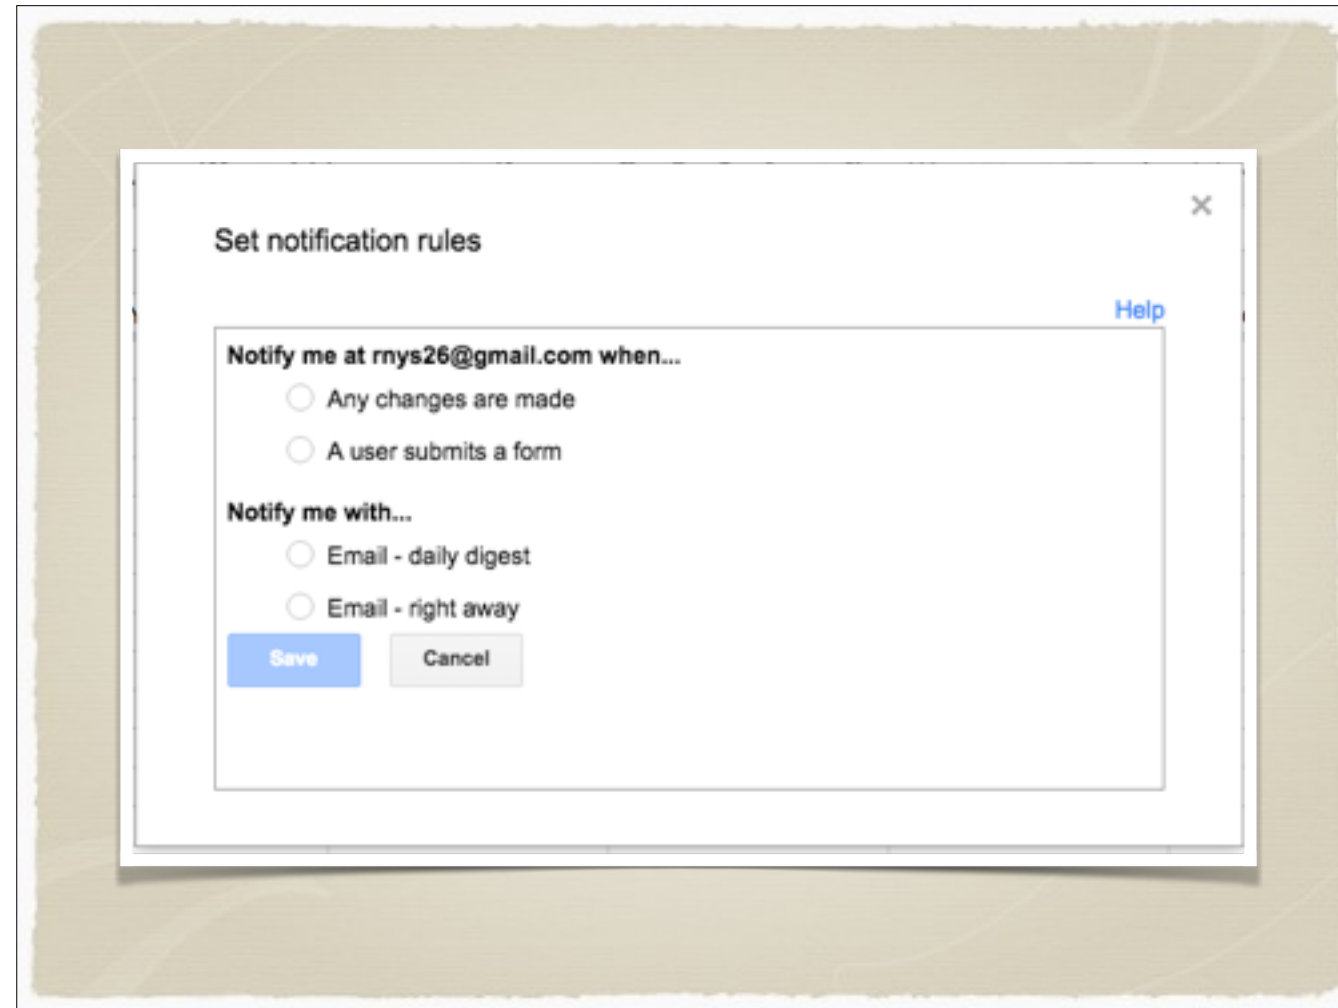 Set notification rules
Help
Notify me at rnys26@gmail.com when...
Any changes are made
A user submits a form
Notify me with...
Email - daily digest
Email - right away
Save Cancel